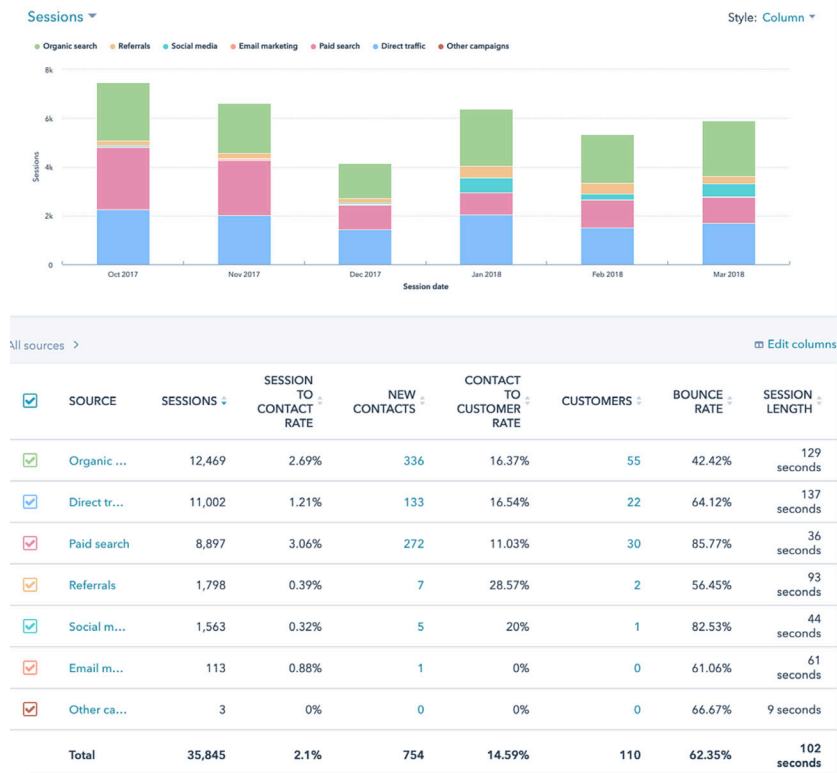 Sessions
Style: Column
Organic search Referrals Social media Email marketing Paid search Direct traffic Other campaigns
8k
6k
4k
2k
0
Sessions
Oct 2017 Nov 2017 Dec 2017 Jan 2018 Feb 2018 Mar 2018
Session date
All sources >
Edit columns
SOURCE SESSIONS SESSION TO CONTACT RATE NEW CONTACTS CONTACT TO CUSTOMER RATE CUSTOMERS BOUNCE RATE SESSION LENGTH
Organic ... 12,469 2.69% 336 16.37% 55 42.42% 129 seconds
Direct tr... 11,002 1.21% 133 16.54% 22 64.12% 137 seconds
Paid search 8,897 3.06% 272 11.03% 30 85.77% 36 seconds
Referrals 1,798 0.39% 7 28.57% 2 56.45% 93 seconds
Social m... 1,563 0.32% 5 20% 1 82.53% 44 seconds
Email m... 113 0.88% 1 0% 0 61.06% 61 seconds
Other ca... 3 0% 0 0% 0 66.67% 9 seconds
Total 35,845 2.1% 754 14.59% 110 62.35% 102 seconds